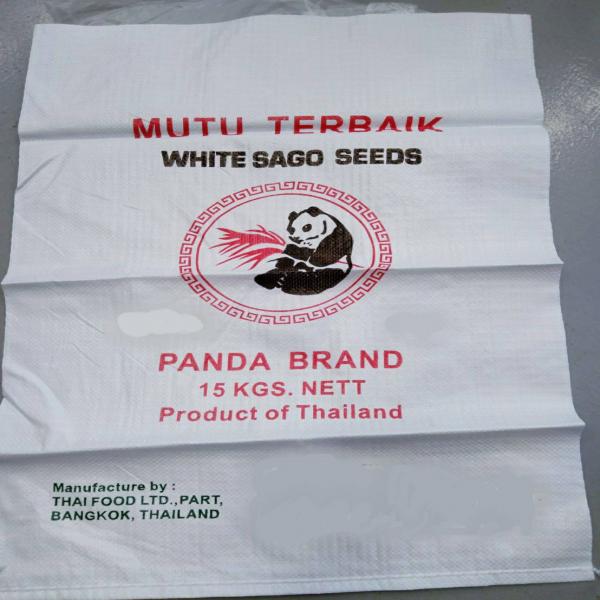 MUTU TERBAIK
WHITE SAGO SEEDS
PANDA BRAND
15 KGS. NETT
Product of Thailand
Manufacture by :
THAI FOOD LTD.,PART,
BANGKOK, THAILAND